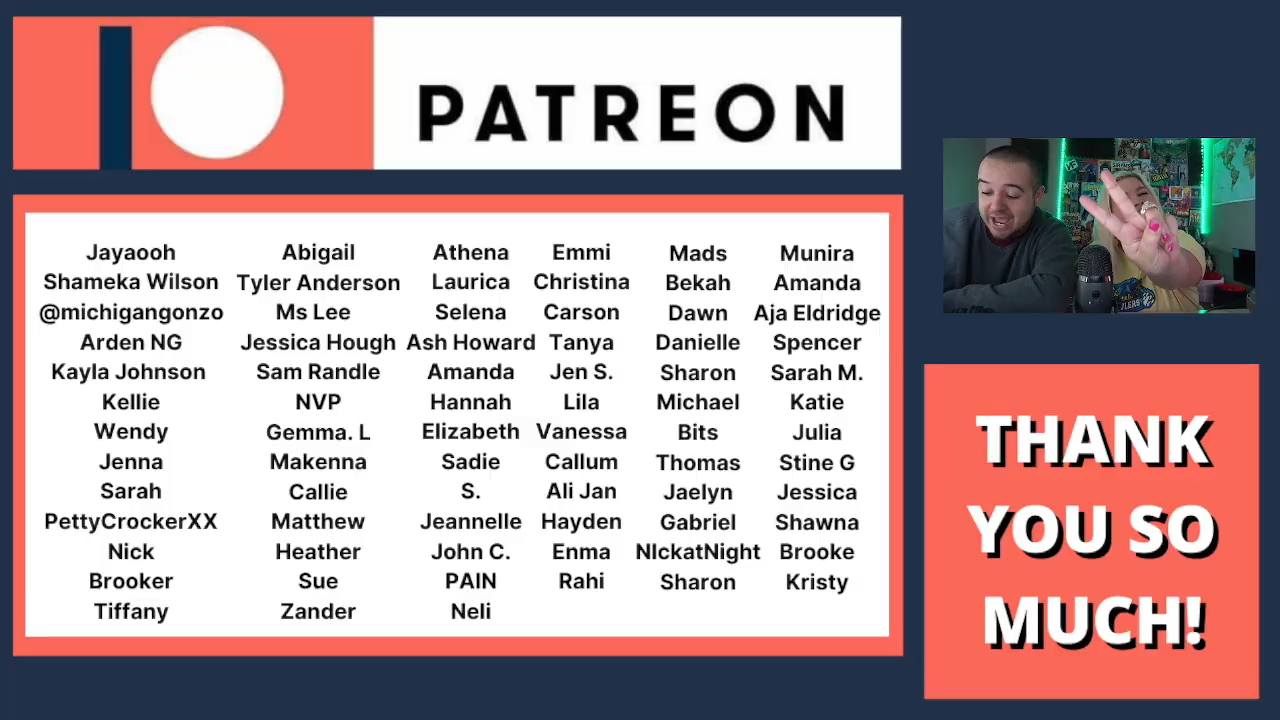 PATREON
Jayaooh Abigail Athena Emmi Mads Munira
Shameka Wilson Tyler Anderson Laurica Christina Bekah Amanda
@michigangonzo Ms Lee Selena Carson Dawn Aja Eldridge
Arden NG Jessica Hough Ash Howard Tanya Danielle Spencer
Kayla Johnson Sam Randle Amanda Jen S. Sharon Sarah M.
Kellie NVP Hannah Lila Michael Katie
Wendy Gemma. L Elizabeth Vanessa Bits Julia
Jenna Makenna Sadie Callum Thomas Stine G
Sarah Callie S. Ali Jan Jaelyn Jessica
PettyCrockerXX Matthew Jeannelle Hayden Gabriel Shawna
Nick Heather John C. Enma NIckatNight Brooke
Brooker Sue PAIN Rahi Sharon Kristy
Tiffany Zander Neli
THANK
YOU SO
MUCH!